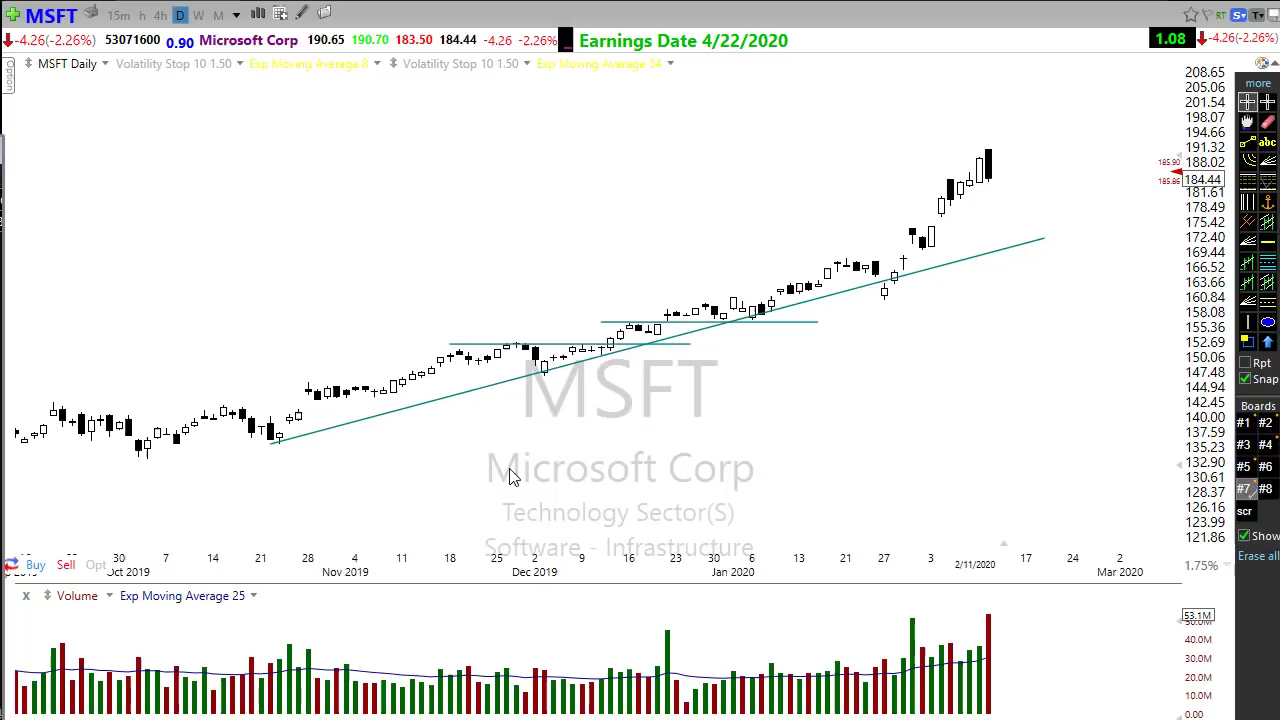 MSFT 15m h 4h D W M RT S T
-4.26(-2.26%) 53071600 0.90 Microsoft Corp 190.65 190.70 183.50 184.44 -4.26 -2.26% ... Earnings Date 4/22/2020 1.08 -4.26(-2.26%)
Option
MSFT Daily Volatility Stop 10 1.50 Exp Moving Average 8 Volatility Stop 10 1.50 Exp Moving Average 34
208.65
205.06
201.54
198.07
194.66
191.32
188.02
185.90
184.44
185.86
181.61
178.49
175.42
172.40
169.44
166.52
163.66
160.84
158.08
155.36
152.69
150.06
147.48
144.94
142.45
140.00
137.59
135.23
132.90
130.61
128.37
126.16
123.99
121.86
MSFT
Microsoft Corp
Technology Sector(S)
Software - Infrastructure
30 7 14 21 28 4 11 18 25 2 9 16 23 30 6 13 21 27 3 2/11/2020 17 24 2
Oct 2019 Nov 2019 Dec 2019 Jan 2020 Mar 2020
Buy Sell Opt 1.75%
x Volume Exp Moving Average 25
53.1M
50.0M
40.0M
30.0M
20.0M
10.0M
0.00
more
abc
Rpt
Snap
Boards
#1 #2
#3 #4
#5 #6
#7 #8
scr
Show
Erase all